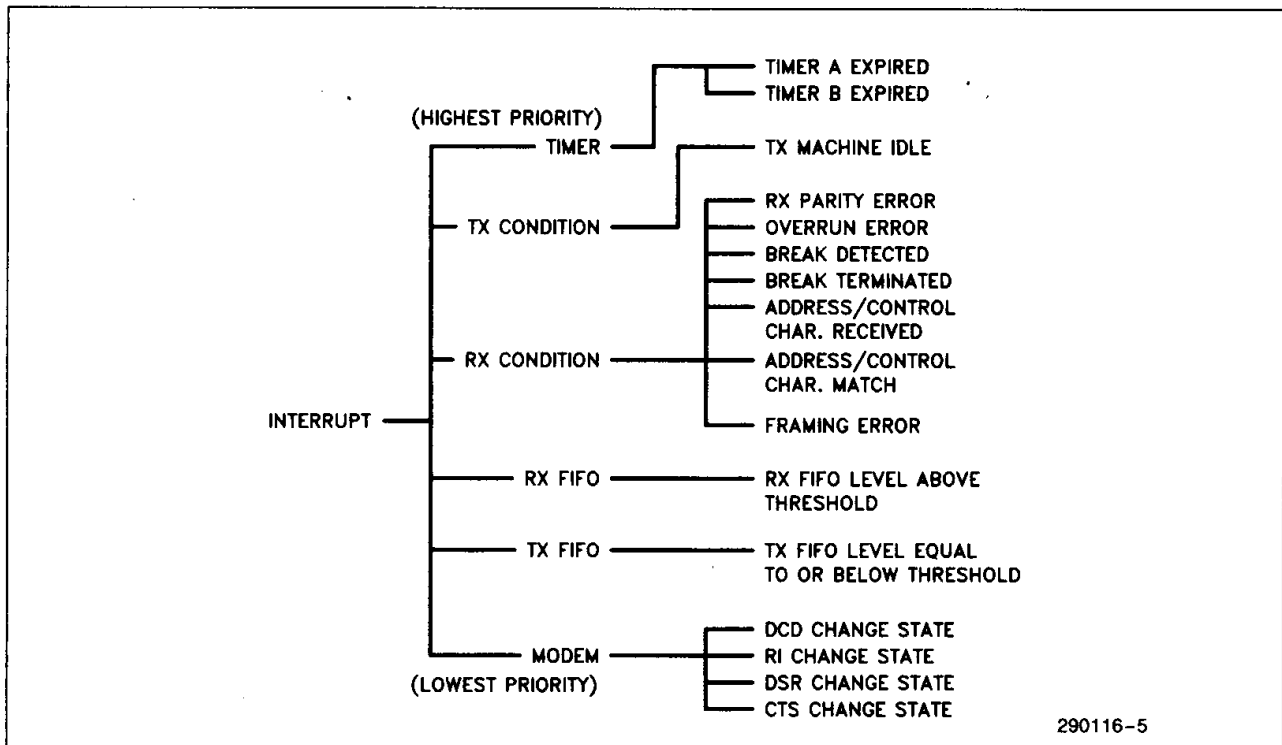 TIMER A EXPIRED
TIMER B EXPIRED
(HIGHEST PRIORITY)
TIMER
TX MACHINE IDLE
RX PARITY ERROR
TX CONDITION
OVERRUN ERROR
BREAK DETECTED
BREAK TERMINATED
ADDRESS/CONTROL
CHAR. RECEIVED
RX CONDITION
ADDRESS/CONTROL
CHAR. MATCH
INTERRUPT
FRAMING ERROR
RX FIFO
RX FIFO LEVEL ABOVE
THRESHOLD
TX FIFO
TX FIFO LEVEL EQUAL
TO OR BELOW THRESHOLD
DCD CHANGE STATE
MODEM
RI CHANGE STATE
(LOWEST PRIORITY)
DSR CHANGE STATE
CTS CHANGE STATE
290116-5